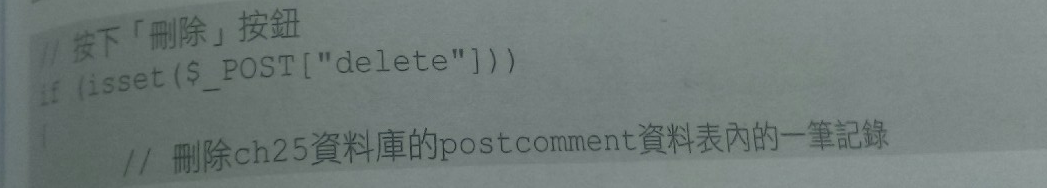 // 按下「刪除」按鈕
if (isset($_POST["delete"]))
{
// 刪除ch25資料庫的postcomment資料表內的一筆記錄